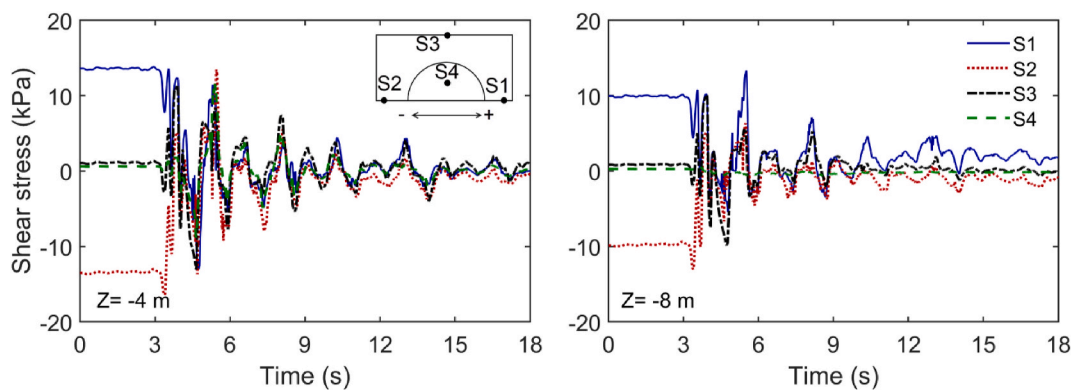 20
10
0
-10
-20
Shear stress (kPa)
0 3 6 9 12 15 18
Time (s)
Z= -4 m
S3
S4
S2
S1
- +
20
10
0
-10
-20
0 3 6 9 12 15 18
Time (s)
Z= -8 m
S1
S2
S3
S4